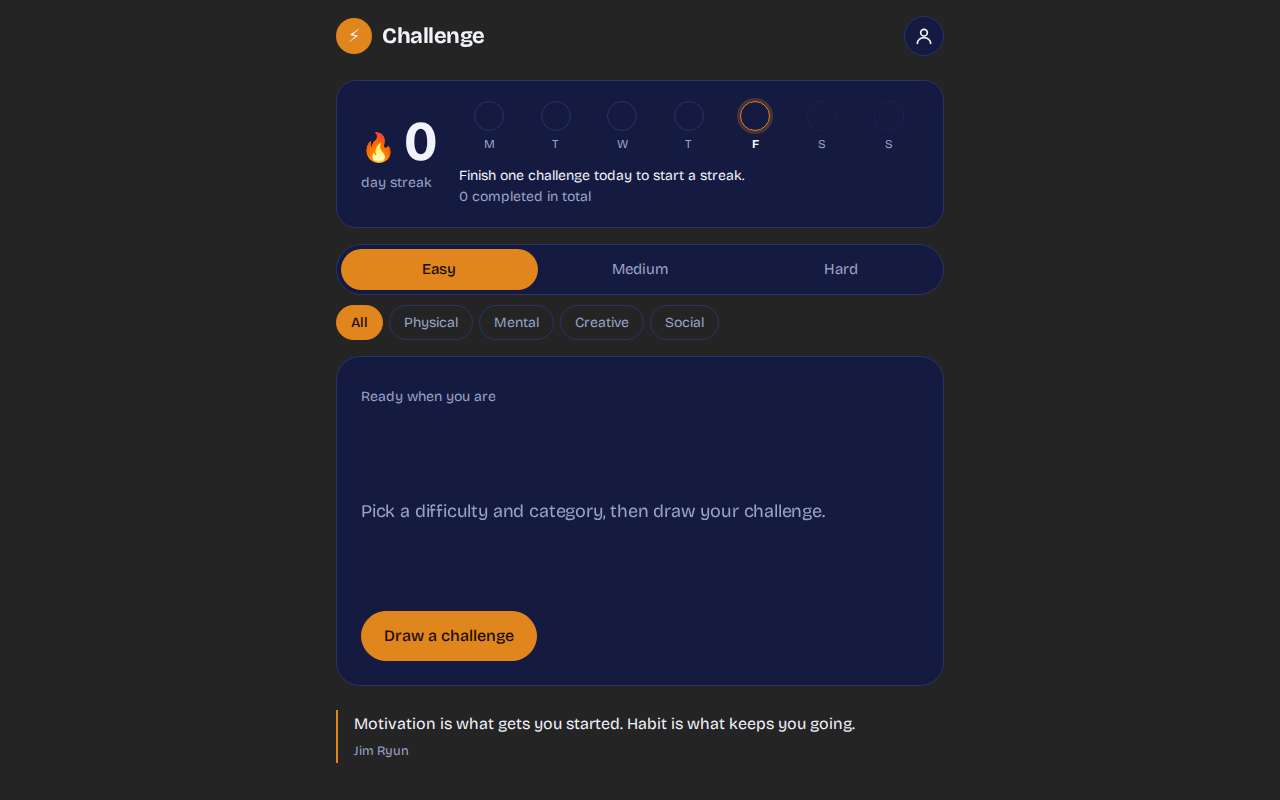 ⚡ Challenge
🔥 0
day streak
M T W T F S S
Finish one challenge today to start a streak.
0 completed in total
Easy Medium Hard
All Physical Mental Creative Social
Ready when you are
Pick a difficulty and category, then draw your challenge.
Draw a challenge
Motivation is what gets you started. Habit is what keeps you going.
Jim Ryun